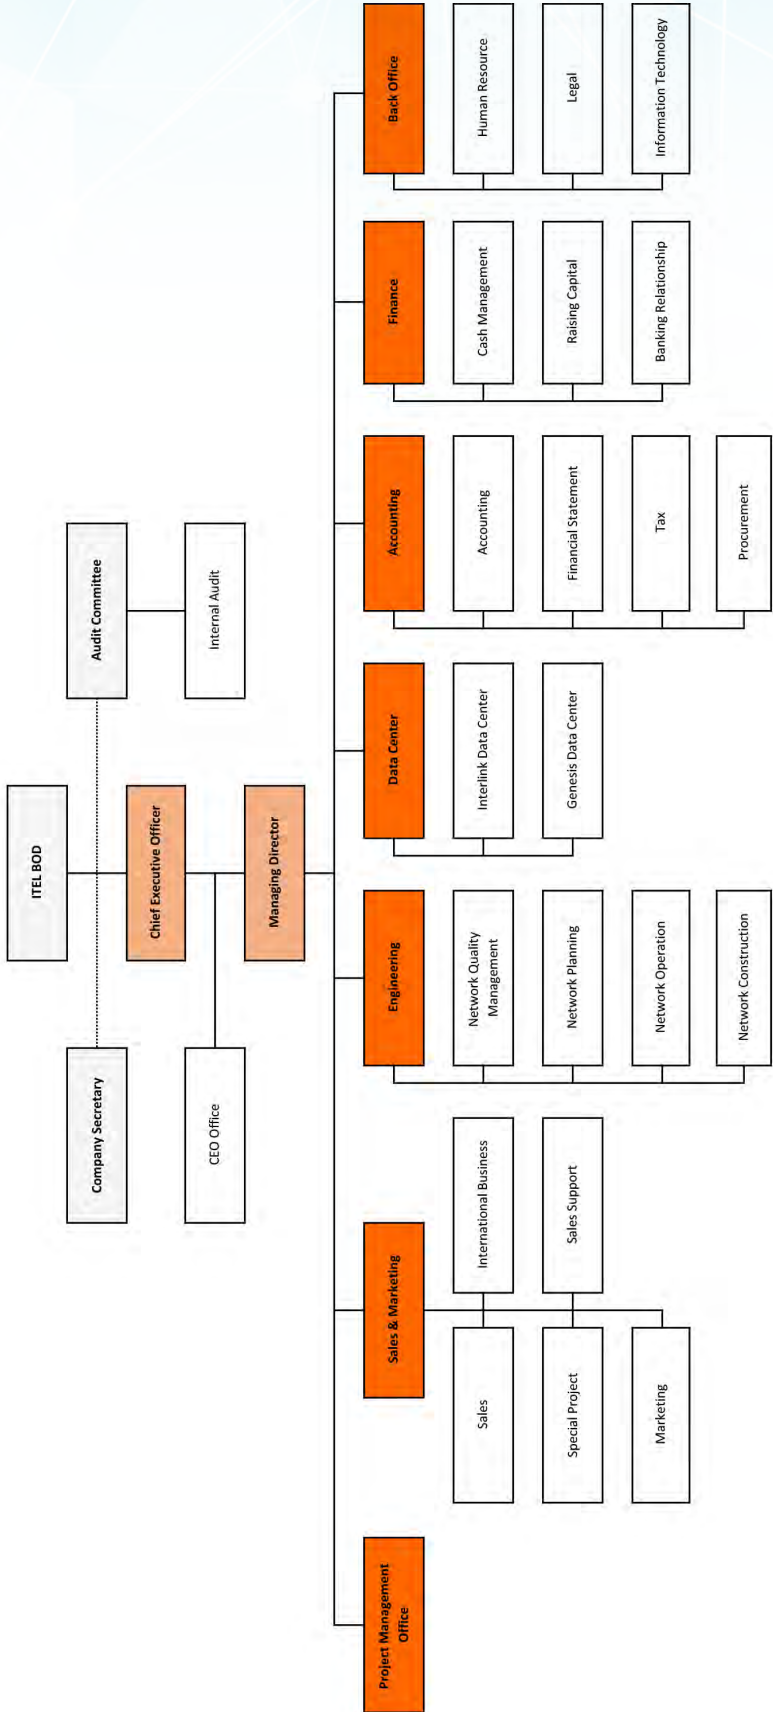 ITEL BOD
Company Secretary
Audit Committee
Chief Executive Officer
CEO Office
Internal Audit
Managing Director
Project Management
Office
Sales & Marketing
Engineering
Data Center
Accounting
Finance
Back Office
Sales
International Business
Network Quality
Management
Interlink Data Center
Accounting
Cash Management
Human Resource
Special Project
Sales Support
Network Planning
Genesis Data Center
Financial Statement
Raising Capital
Legal
Marketing
Network Operation
Tax
Banking Relationship
Information Technology
Network Construction
Procurement